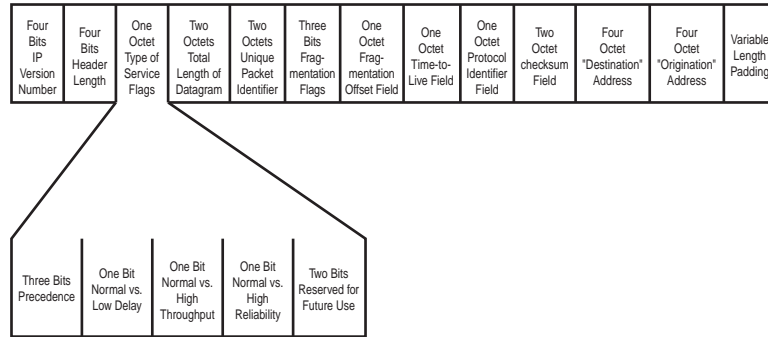 Four
Bits
IP
Version
Number
Four
Bits
Header
Length
One
Octet
Type of
Service
Flags
Two
Octets
Total
Length of
Datagram
Two
Octets
Unique
Packet
Identifier
Three
Bits
Frag-
mentation
Flags
One
Octet
Frag-
mentation
Offset Field
One
Octet
Time-to-
Live Field
One
Octet
Protocol
Identifier
Field
Two
Octet
checksum
Field
Four
Octet
"Destination"
Address
Four
Octet
"Origination"
Address
Variable
Length
Padding
Three Bits
Precedence
One Bit
Normal vs.
Low Delay
One Bit
Normal vs.
High
Throughput
One Bit
Normal vs.
High
Reliability
Two Bits
Reserved for
Future Use